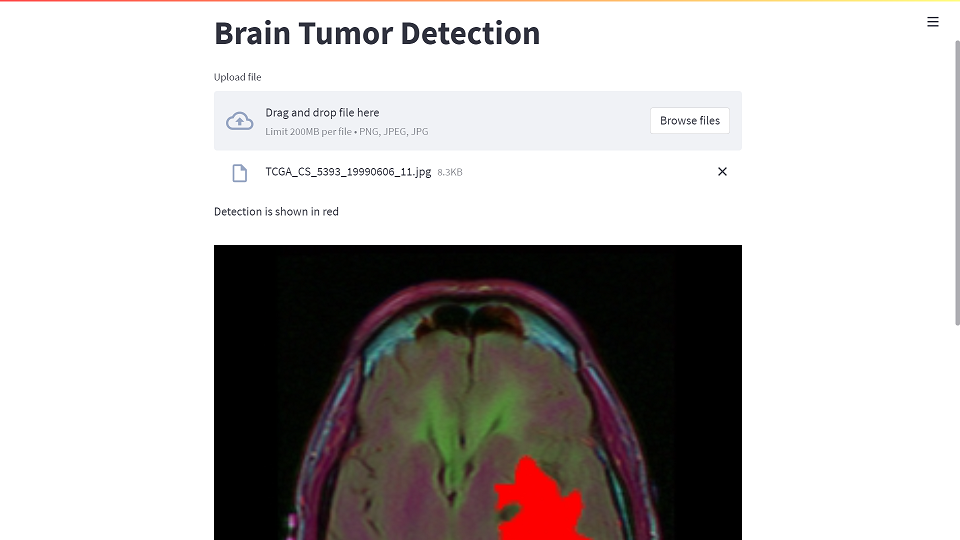 Brain Tumor Detection
Upload file
Drag and drop file here
Limit 200MB per file • PNG, JPEG, JPG
Browse files
TCGA_CS_5393_19990606_11.jpg 8.3KB
Detection is shown in red